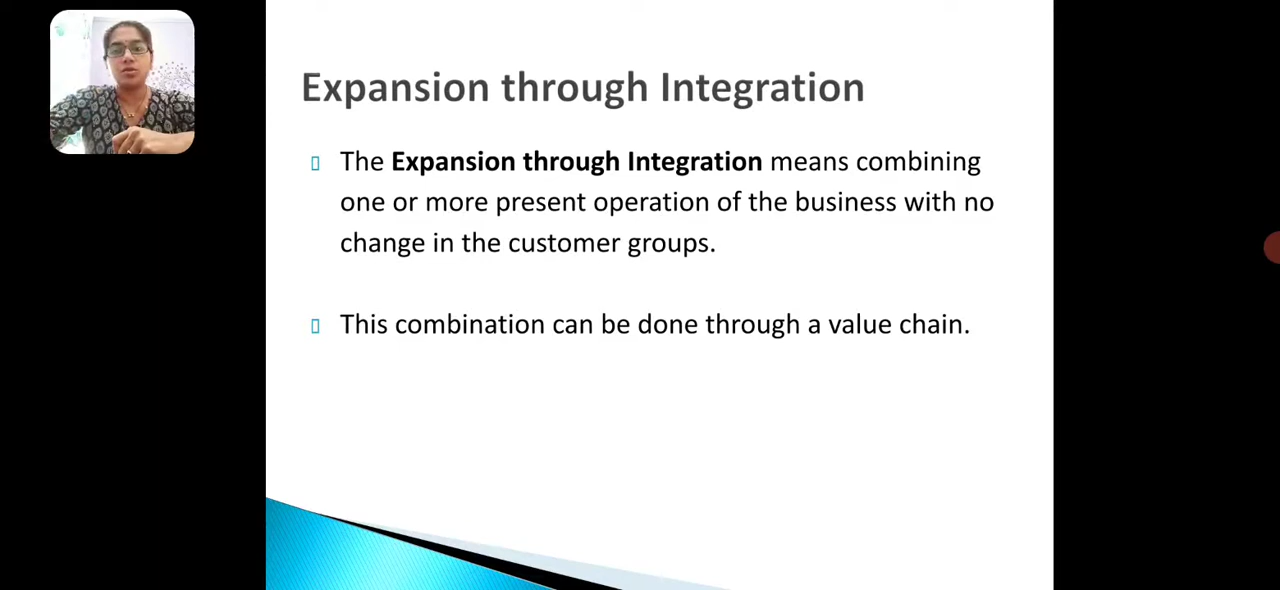 Expansion through Integration
The Expansion through Integration means combining
one or more present operation of the business with no
change in the customer groups.
This combination can be done through a value chain.